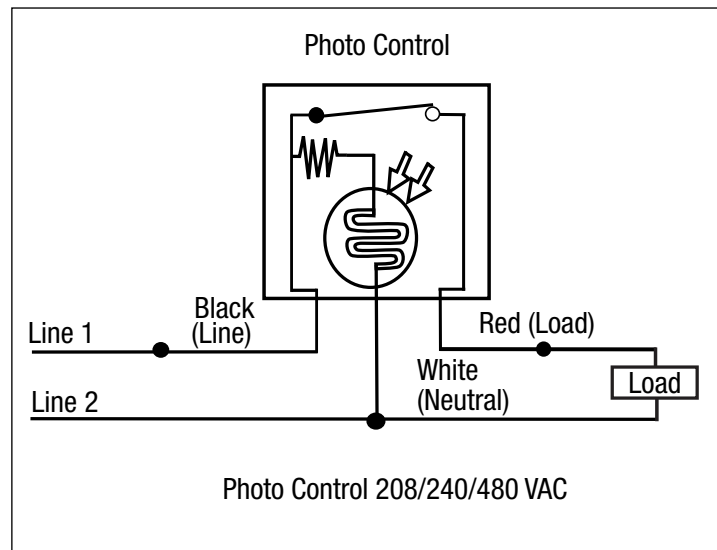 Photo Control
Black
(Line)
Line 1
Red (Load)
White
(Neutral)
Load
Line 2
Photo Control 208/240/480 VAC